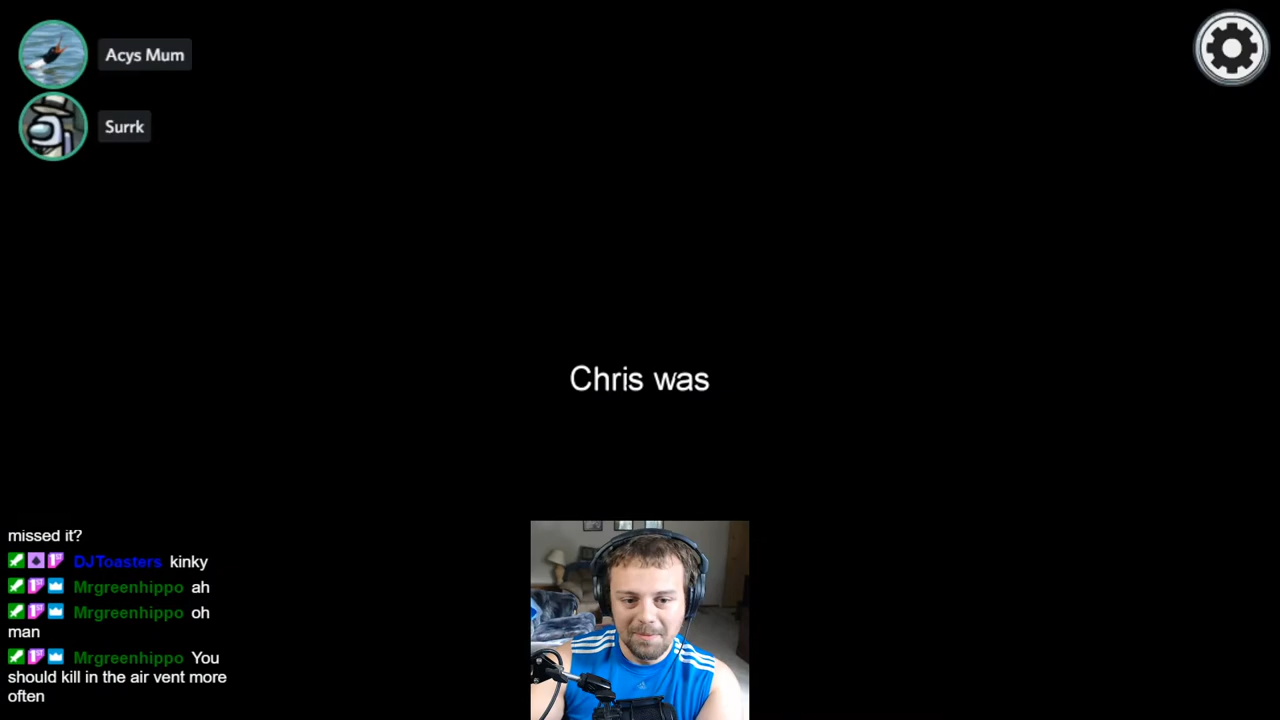 Acys Mum
Surrk
Chris was
missed it?
DJToasters kinky
Mrgreenhippo ah
Mrgreenhippo oh
man
Mrgreenhippo You
should kill in the air vent more
often